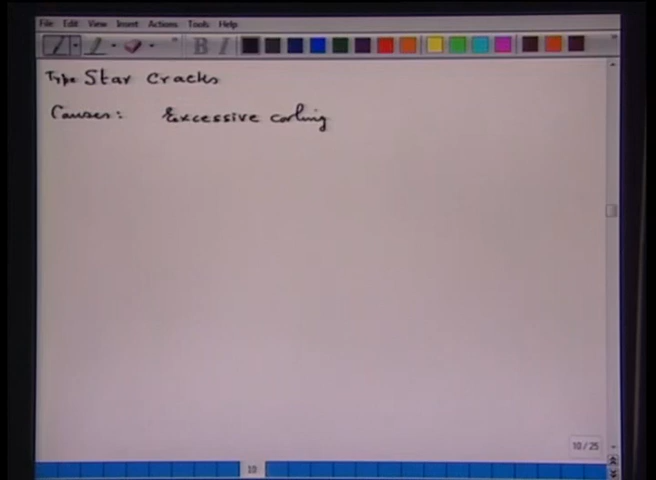 File Edit View Insert Actions Tools Help
B I
Type Star Cracks
Causes: Excessive cooling
10/25
10